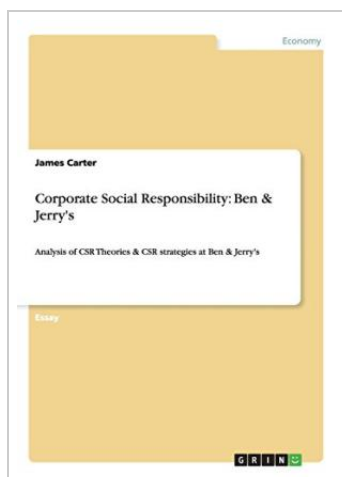 Economy
James Carter
Corporate Social Responsibility: Ben &
Jerry's
Analysis of CSR Theories & CSR strategies at Ben & Jerry's
Essay
GRIN